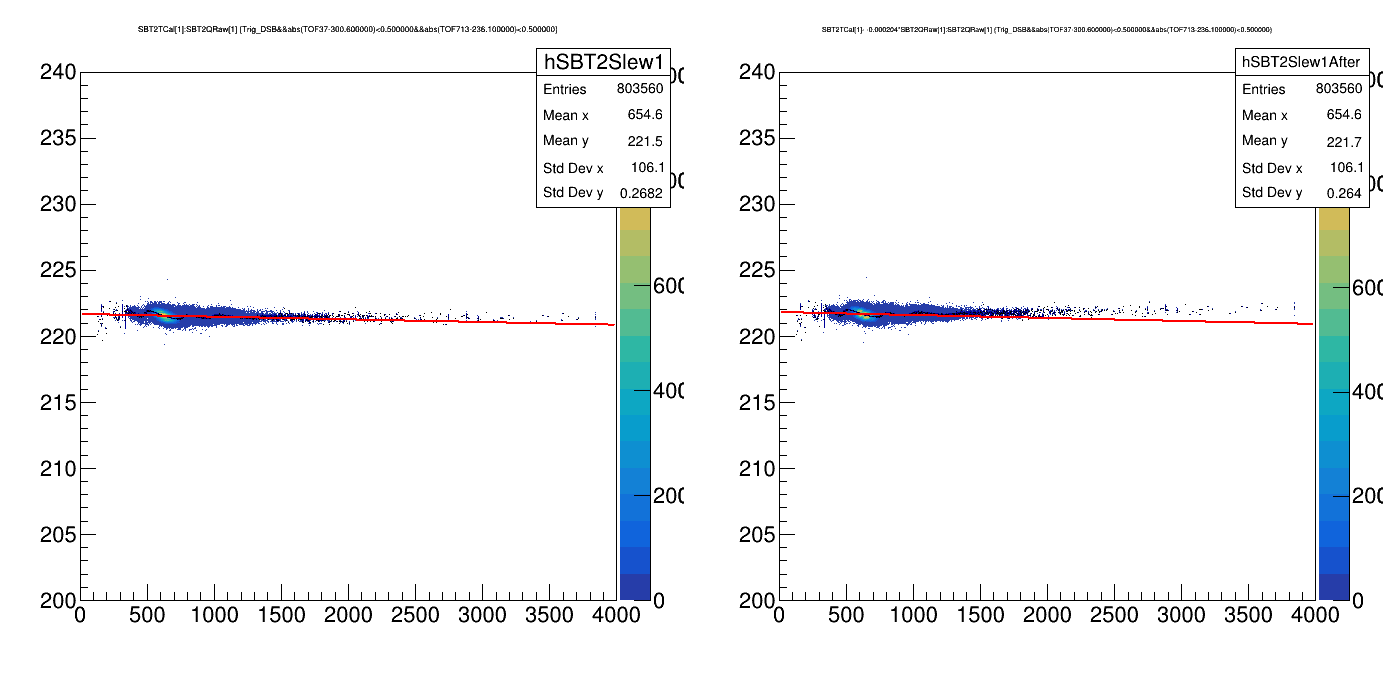 SBT2TCal[1]:SBT2QRaw[1] {Trig_DSB&&abs(TOF37-300.600000)<0.500000&&abs(TOF713-236.100000)<0.500000}
hSBT2Slew1
Entries 803560
Mean x 654.6
Mean y 221.5
Std Dev x 106.1
Std Dev y 0.2682
240
235
230
225
220
215
210
205
200
0 500 1000 1500 2000 2500 3000 3500 4000
600
400
200
0
SBT2TCal[1]- -0.000204*SBT2QRaw[1]:SBT2QRaw[1] {Trig_DSB&&abs(TOF37-300.600000)<0.500000&&abs(TOF713-236.100000)<0.500000}
hSBT2Slew1After
Entries 803560
Mean x 654.6
Mean y 221.7
Std Dev x 106.1
Std Dev y 0.264
240
235
230
225
220
215
210
205
200
0 500 1000 1500 2000 2500 3000 3500 4000
600
400
200
0